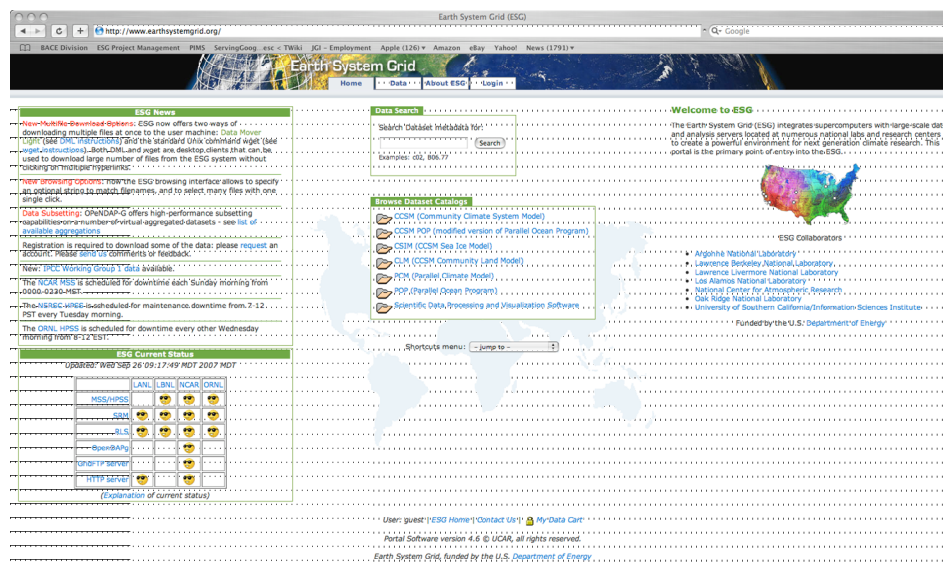 Earth System Grid (ESG)
http://www.earthsystemgrid.org/
Google
BACE Division ESG Project Management PIMS ServingGoog...esc < TWiki JGI - Employment Apple (126) Amazon eBay Yahoo! News (1791)
Earth System Grid
Home Data About ESG Login
ESG News
New Multifile Download Options: ESG now offers two ways of
downloading multiple files at once to the user machine: Data Mover
Light (see DML instructions) and the standard Unix command wget (see
wget instructions). Both DML and wget are desktop clients that can be
used to download large number of files from the ESG system without
clicking on multiple hyperlinks.
New Browsing Options: now the ESG browsing interface allows to specify
an optional string to match filenames, and to select many files with one
single click.
Data Subsetting: OPeNDAP-G offers high-performance subsetting
capabilities on a number of virtual aggregated datasets - see list of
available aggregations
Registration is required to download some of the data: please request an
account. Please send us comments or feedback.
New: IPCC Working Group 1 data available.
The NCAR MSS is scheduled for downtime each Sunday morning from
0000-0230 MST.
The NERSC HPSS is scheduled for maintenance downtime from 7-12
PST every Tuesday morning.
The ORNL HPSS is scheduled for downtime every other Wednesday
morning from 8-12 EST.
ESG Current Status
Updated: Wed Sep 26 09:17:49 MDT 2007 MDT
LANL LBNL NCAR ORNL
MSS/HPSS
SRM
RLS
OpenDAPg
GridFTP server
HTTP server
(Explanation of current status)
Data Search
Search Dataset metadata for:
Search
Examples: c02, B06.77
Browse Dataset Catalogs
CCSM (Community Climate System Model)
CCSM POP (modified version of Parallel Ocean Program)
CSIM (CCSM Sea Ice Model)
CLM (CCSM Community Land Model)
PCM (Parallel Climate Model)
POP (Parallel Ocean Program)
Scientific Data Processing and Visualization Software
Shortcuts menu: - jump to -
Welcome to ESG
The Earth System Grid (ESG) integrates supercomputers with large-scale dat
and analysis servers located at numerous national labs and research centers
to create a powerful environment for next generation climate research. This
portal is the primary point of entry into the ESG.
ESG Collaborators
Argonne National Laboratory
Lawrence Berkeley National Laboratory
Lawrence Livermore National Laboratory
Los Alamos National Laboratory
National Center for Atmospheric Research
Oak Ridge National Laboratory
University of Southern California/Information Sciences Institute
Funded by the U.S. Department of Energy
User: guest | ESG Home | Contact Us | My Data Cart
Portal Software version 4.6 © UCAR, all rights reserved.
Earth System Grid, funded by the U.S. Department of Energy